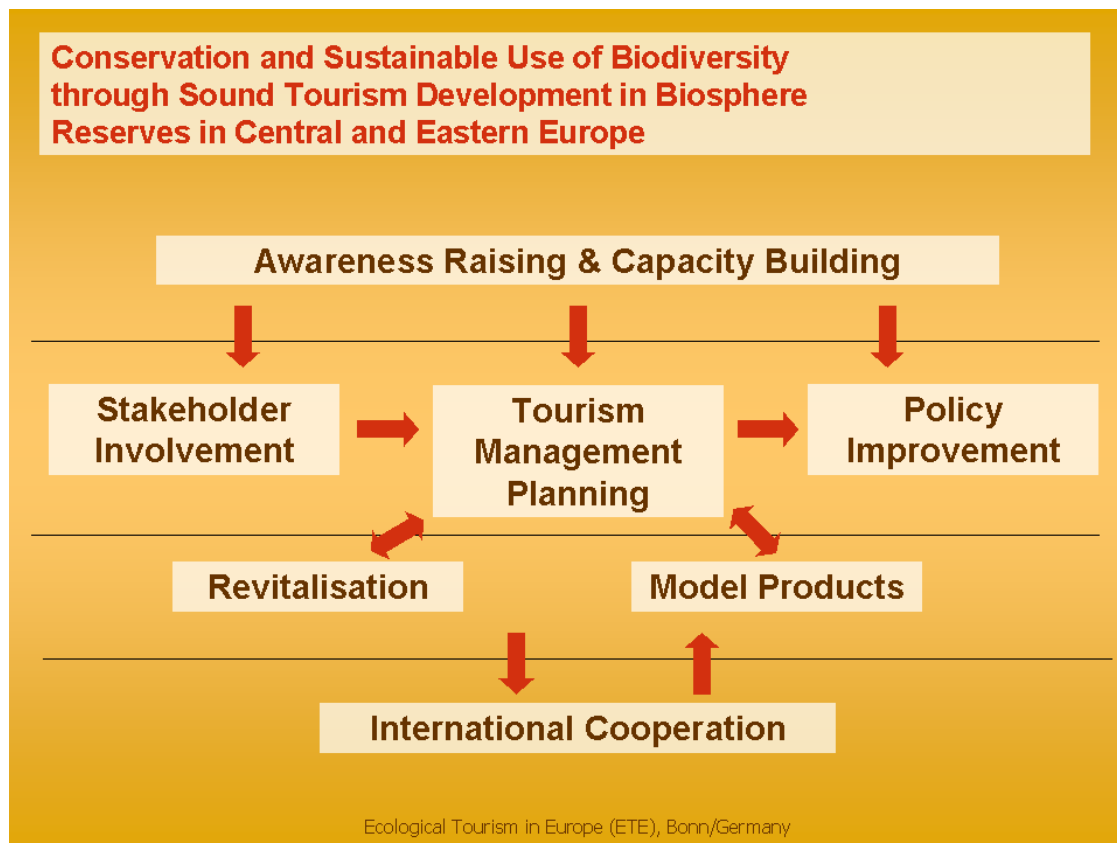 Conservation and Sustainable Use of Biodiversity
through Sound Tourism Development in Biosphere
Reserves in Central and Eastern Europe
Awareness Raising & Capacity Building
Stakeholder
Involvement
Tourism
Management
Planning
Policy
Improvement
Revitalisation
Model Products
International Cooperation
Ecological Tourism in Europe (ETE), Bonn/Germany